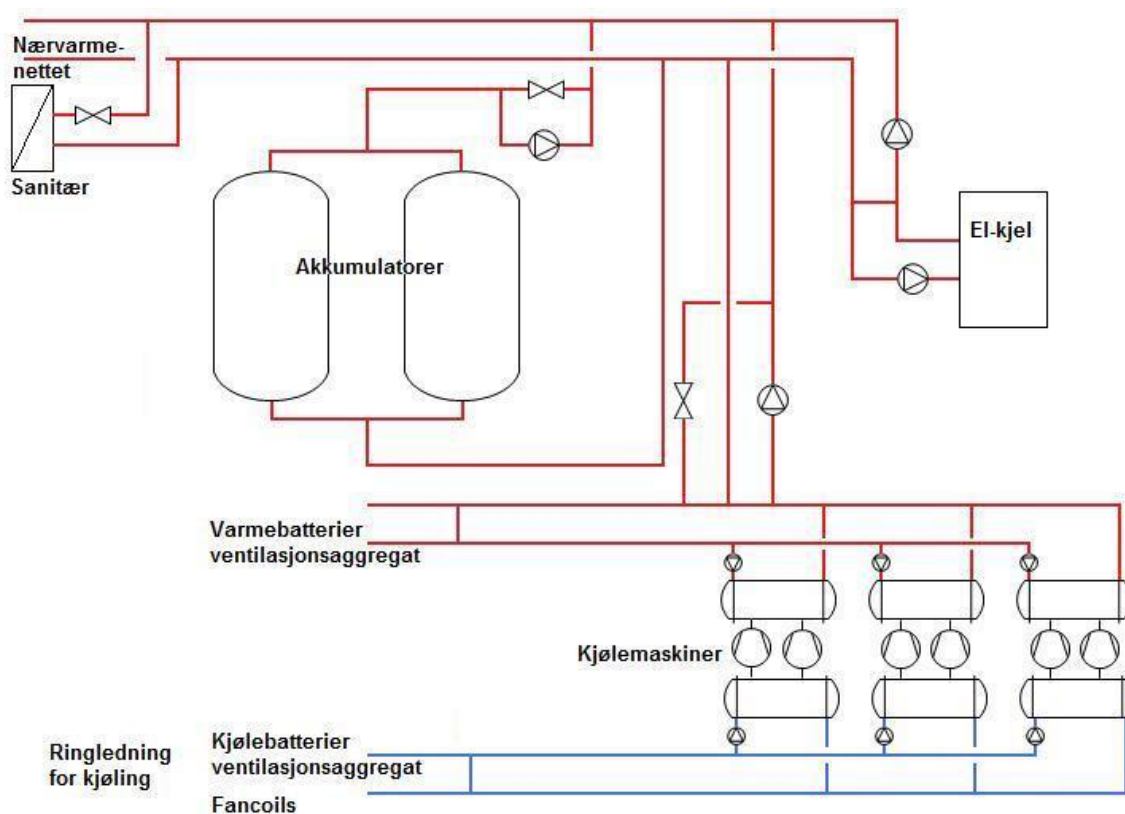 Nærvarme-
nettet
Sanitær
Akkumulatorer
El-kjel
Varmebatterier
ventilasjonsaggregat
Kjølemaskiner
Ringledning
for kjøling
Kjølebatterier
ventilasjonsaggregat
Fancoils